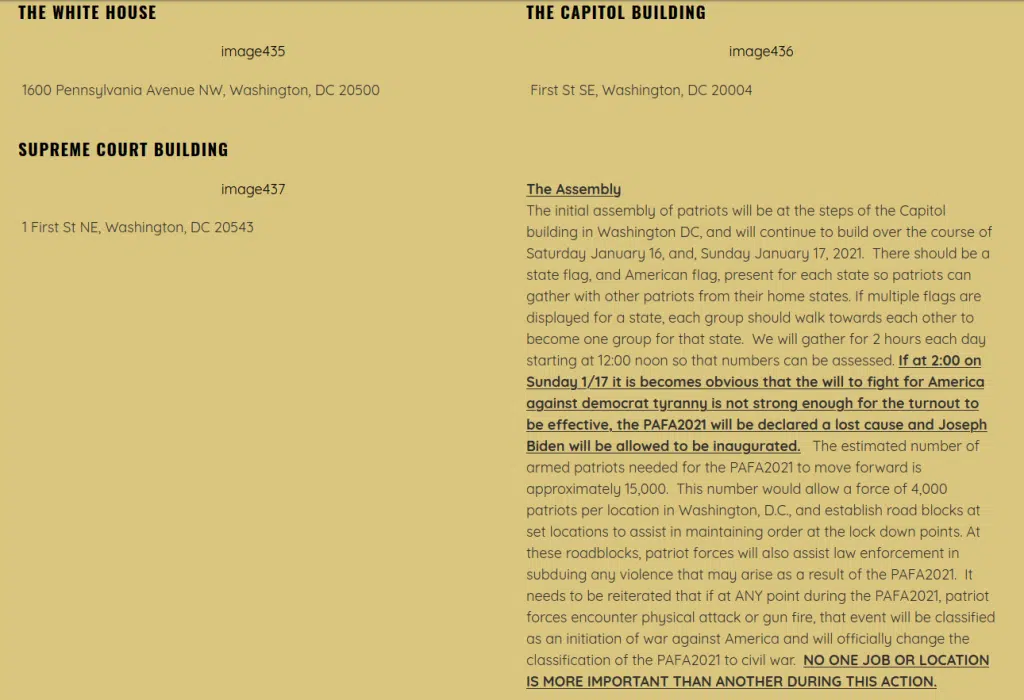 THE WHITE HOUSE
image435
1600 Pennsylvania Avenue NW, Washington, DC 20500
THE CAPITOL BUILDING
image436
First St SE, Washington, DC 20004
SUPREME COURT BUILDING
image437
1 First St NE, Washington, DC 20543
The Assembly
The initial assembly of patriots will be at the steps of the Capitol
building in Washington DC, and will continue to build over the course of
Saturday January 16, and, Sunday January 17, 2021.  There should be a
state flag, and American flag, present for each state so patriots can
gather with other patriots from their home states. If multiple flags are
displayed for a state, each group should walk towards each other to
become one group for that state.  We will gather for 2 hours each day
starting at 12:00 noon so that numbers can be assessed. If at 2:00 on
Sunday 1/17 it is becomes obvious that the will to fight for America
against democrat tyranny is not strong enough for the turnout to
be effective, the PAFA2021 will be declared a lost cause and Joseph
Biden will be allowed to be inaugurated.   The estimated number of
armed patriots needed for the PAFA2021 to move forward is
approximately 15,000.  This number would allow a force of 4,000
patriots per location in Washington, D.C., and establish road blocks at
set locations to assist in maintaining order at the lock down points. At
these roadblocks, patriot forces will also assist law enforcement in
subduing any violence that may arise as a result of the PAFA2021.  It
needs to be reiterated that if at ANY point during the PAFA2021, patriot
forces encounter physical attack or gun fire, that event will be classified
as an initiation of war against America and will officially change the
classification of the PAFA2021 to civil war.  NO ONE JOB OR LOCATION
IS MORE IMPORTANT THAN ANOTHER DURING THIS ACTION.